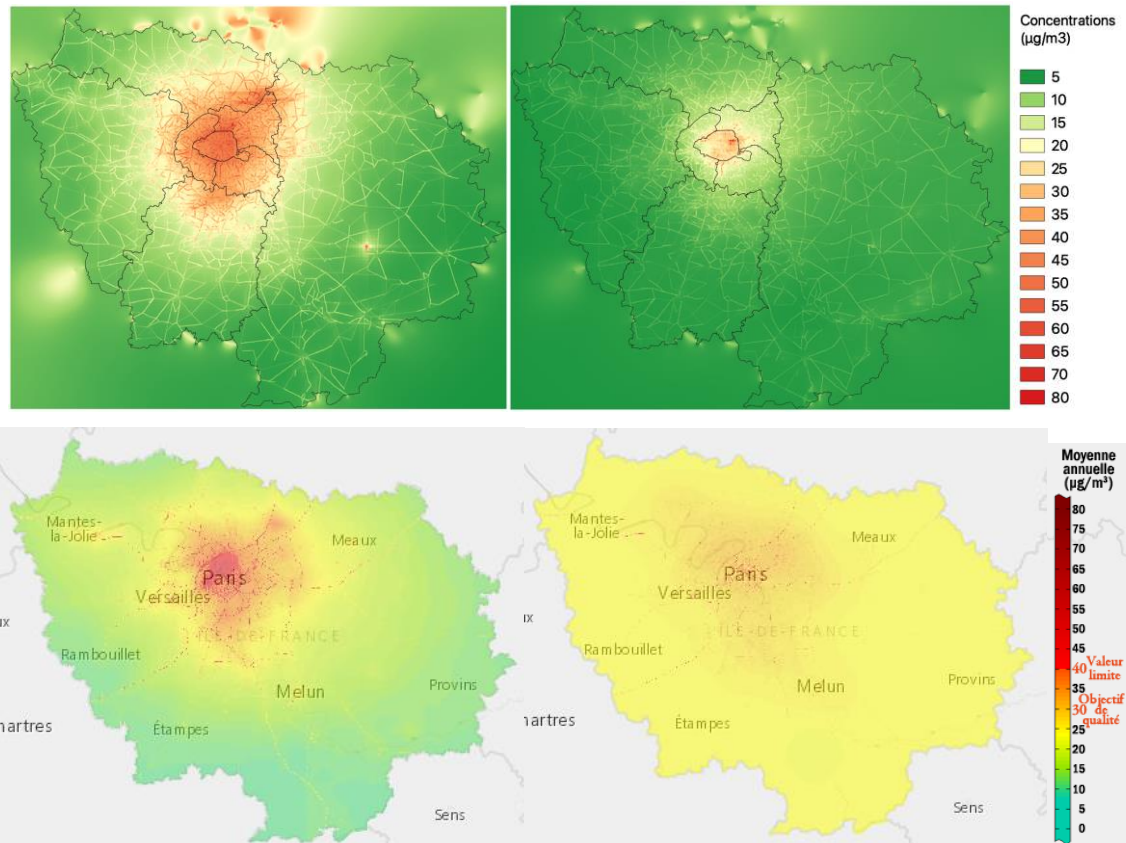 Concentrations
(µg/m3)
5
10
15
20
25
30
35
40
45
50
55
60
65
70
80
Mantes-
la-Jolie
Meaux
Paris
Versailles
ILE-DE-FRANCE
ux
Rambouillet
Melun
Provins
Étampes
hartres
Sens
Mantes-
la-Jolie
Meaux
Paris
Versailles
ILE-DE-FRANCE
ux
Rambouillet
Melun
Provins
Étampes
nartres
Sens
Moyenne
annuelle
(µg/m³)
80
75
70
65
60
55
50
45
40 Valeur
limite
35
Objectif
30 de
qualité
25
20
15
10
5
0